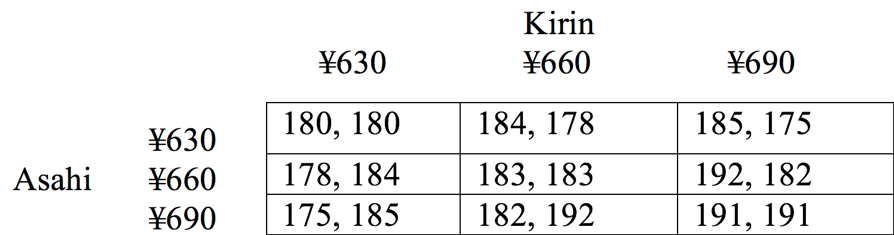 Kirin
¥630 ¥660 ¥690
¥630 180, 180 184, 178 185, 175
Asahi ¥660 178, 184 183, 183 192, 182
¥690 175, 185 182, 192 191, 191